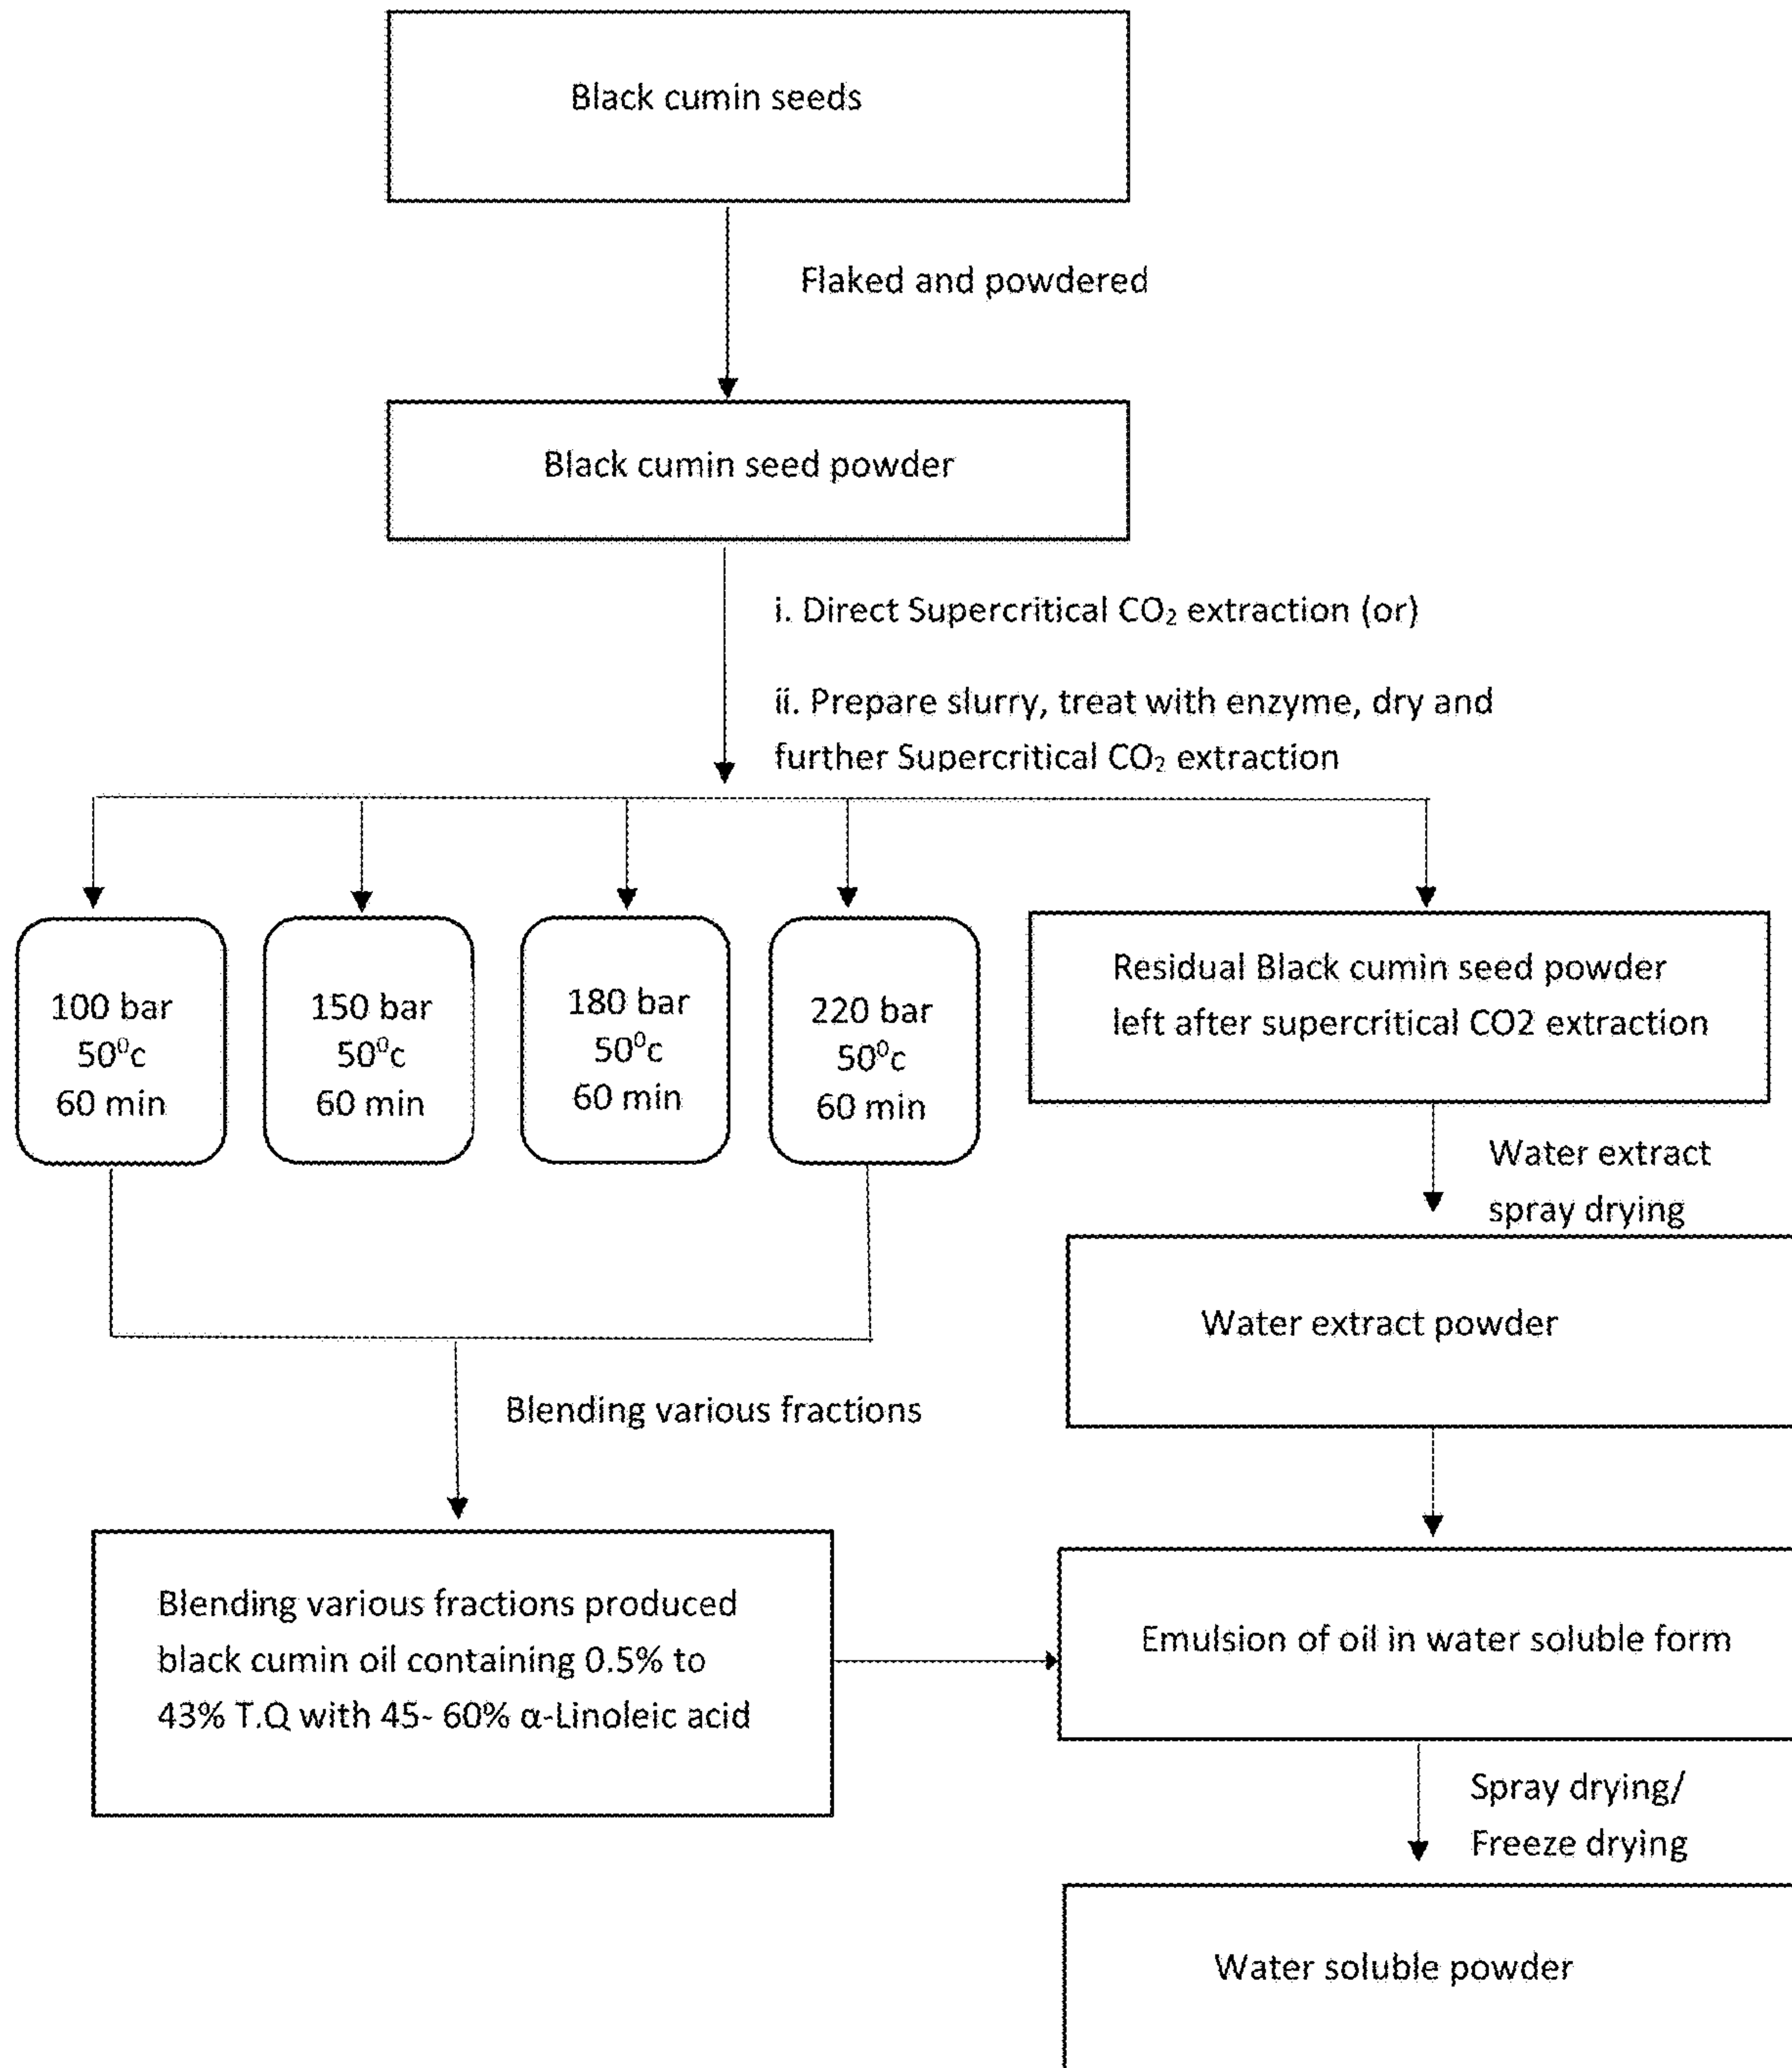 Black cumin seeds
Flaked and powdered
Black cumin seed powder
i. Direct Supercritical CO₂ extraction (or)
ii. Prepare slurry, treat with enzyme, dry and
further Supercritical CO₂ extraction
100 bar
50⁰c
60 min
150 bar
50⁰c
60 min
180 bar
50⁰c
60 min
220 bar
50⁰c
60 min
Residual Black cumin seed powder
left after supercritical CO2 extraction
Water extract
spray drying
Water extract powder
Blending various fractions
Blending various fractions produced
black cumin oil containing 0.5% to
43% T.Q with 45- 60% α-Linoleic acid
Emulsion of oil in water soluble form
Spray drying/
Freeze drying
Water soluble powder